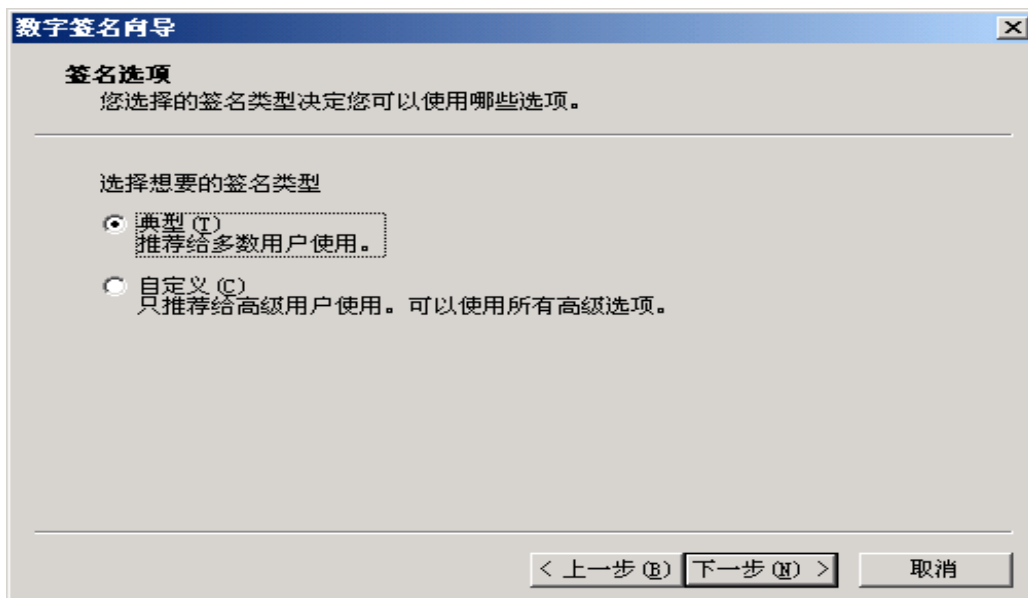 数字签名向导
签名选项
您选择的签名类型决定您可以使用哪些选项。
选择想要的签名类型
典型(T)
推荐给多数用户使用。
自定义(C)
只推荐给高级用户使用。可以使用所有高级选项。
< 上一步(B) 下一步(N) > 取消